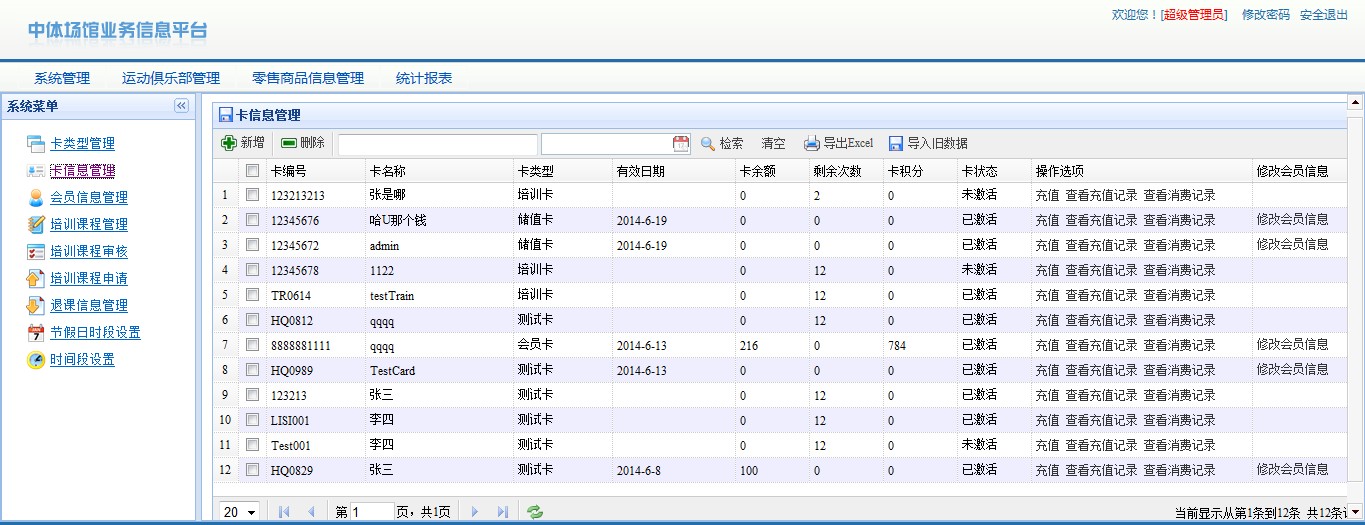 中体场馆业务信息平台
欢迎您！[超级管理员] 修改密码 安全退出
系统管理 运动俱乐部管理 零售商品信息管理 统计报表
系统菜单
卡类型管理
卡信息管理
会员信息管理
培训课程管理
培训课程审核
培训课程申请
退课信息管理
节假日时段设置
时间段设置
卡信息管理
新增 删除 检索 清空 导出Excel 导入旧数据
卡编号 卡名称 卡类型 有效日期 卡余额 剩余次数 卡积分 卡状态 操作选项 修改会员信息
1 123213213 张是哪 培训卡 0 2 0 未激活 充值 查看充值记录 查看消费记录
2 12345676 哈U那个钱 储值卡 2014-6-19 0 0 0 已激活 充值 查看充值记录 查看消费记录 修改会员信息
3 12345672 admin 储值卡 2014-6-19 0 0 0 已激活 充值 查看充值记录 查看消费记录 修改会员信息
4 12345678 1122 培训卡 0 12 0 未激活 充值 查看充值记录 查看消费记录
5 TR0614 testTrain 培训卡 0 12 0 已激活 充值 查看充值记录 查看消费记录
6 HQ0812 qqqq 测试卡 0 12 0 已激活 充值 查看充值记录 查看消费记录
7 8888881111 qqqq 会员卡 2014-6-13 216 0 784 已激活 充值 查看充值记录 查看消费记录 修改会员信息
8 HQ0989 TestCard 测试卡 2014-6-13 0 0 0 已激活 充值 查看充值记录 查看消费记录 修改会员信息
9 123213 张三 测试卡 0 12 0 已激活 充值 查看充值记录 查看消费记录
10 LISI001 李四 测试卡 0 12 0 已激活 充值 查看充值记录 查看消费记录
11 Test001 李四 测试卡 0 12 0 未激活 充值 查看充值记录 查看消费记录
12 HQ0829 张三 测试卡 2014-6-8 100 0 0 已激活 充值 查看充值记录 查看消费记录 修改会员信息
20 第 1 页，共1页 当前显示从第1条到12条 共12条